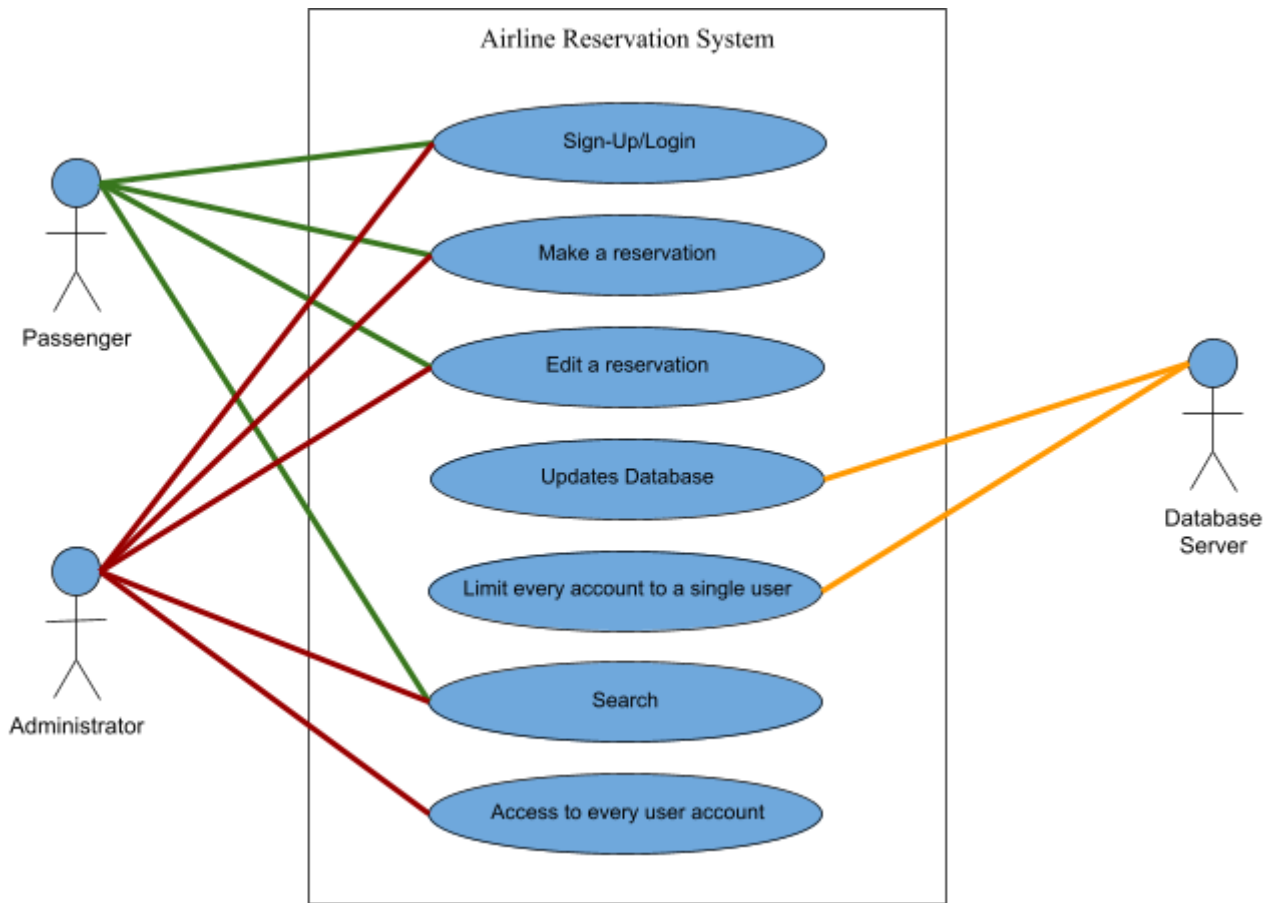 Airline Reservation System
Sign-Up/Login
Make a reservation
Passenger
Edit a reservation
Updates Database
Database
Server
Limit every account to a single user
Search
Administrator
Access to every user account